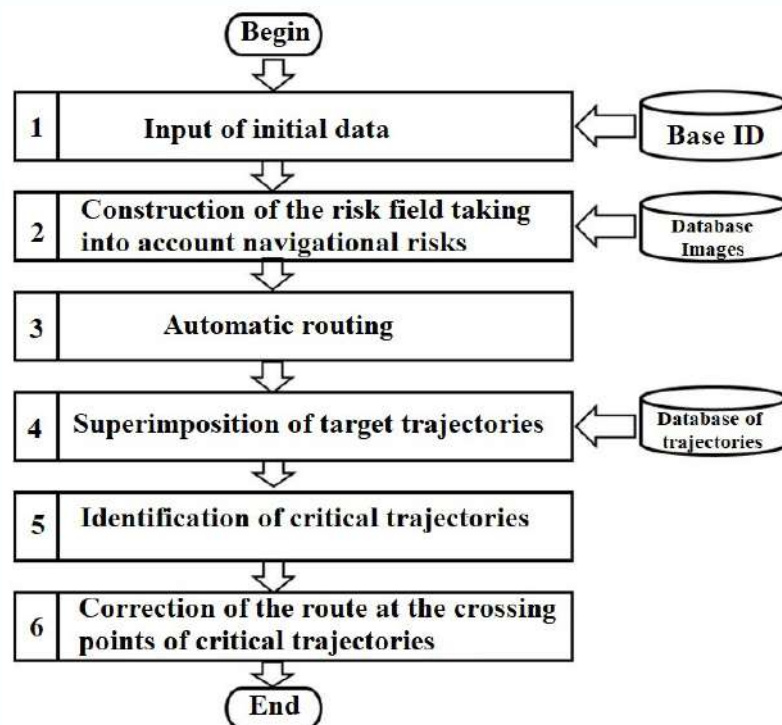 Begin
1
Input of initial data
Base ID
2
Construction of the risk field taking
into account navigational risks
Database
Images
3
Automatic routing
4
Superimposition of target trajectories
Database of
trajectories
5
Identification of critical trajectories
6
Correction of the route at the crossing
points of critical trajectories
End